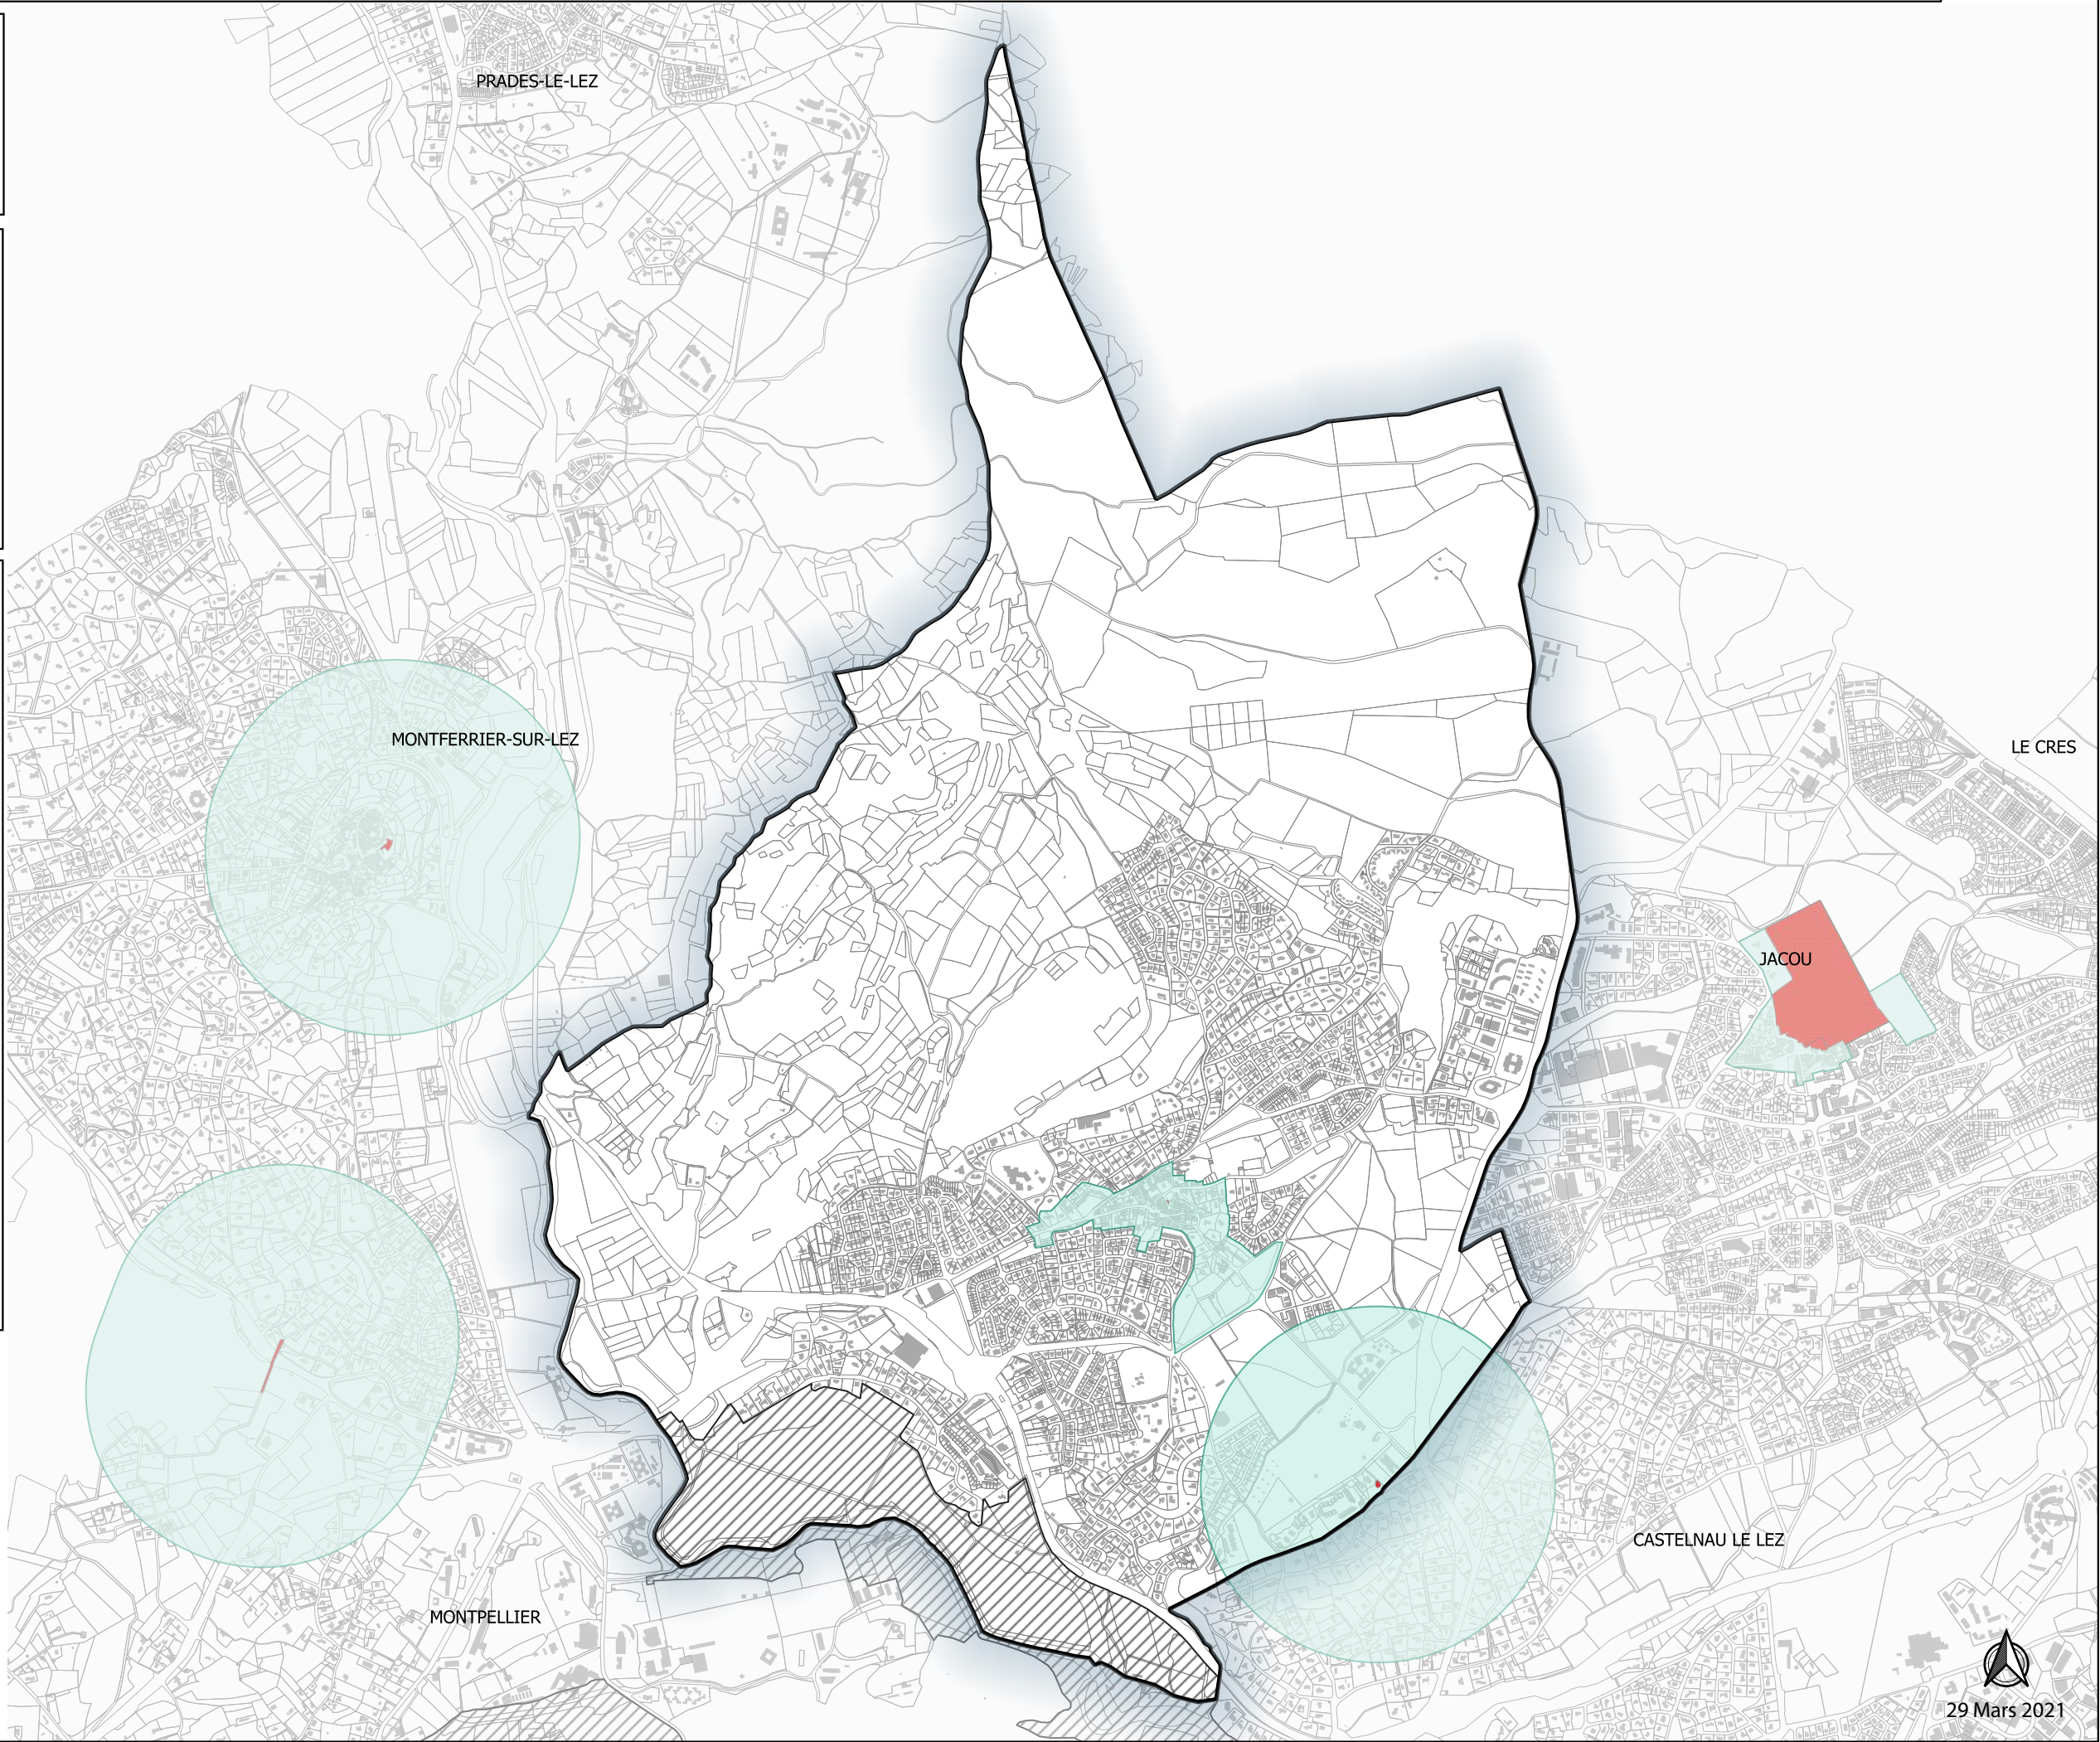 PRADES-LE-LEZ
MONTFERRIER-SUR-LEZ
LE CRES
JACOU
CASTELNAU LE LEZ
MONTPELLIER
29 Mars 2021